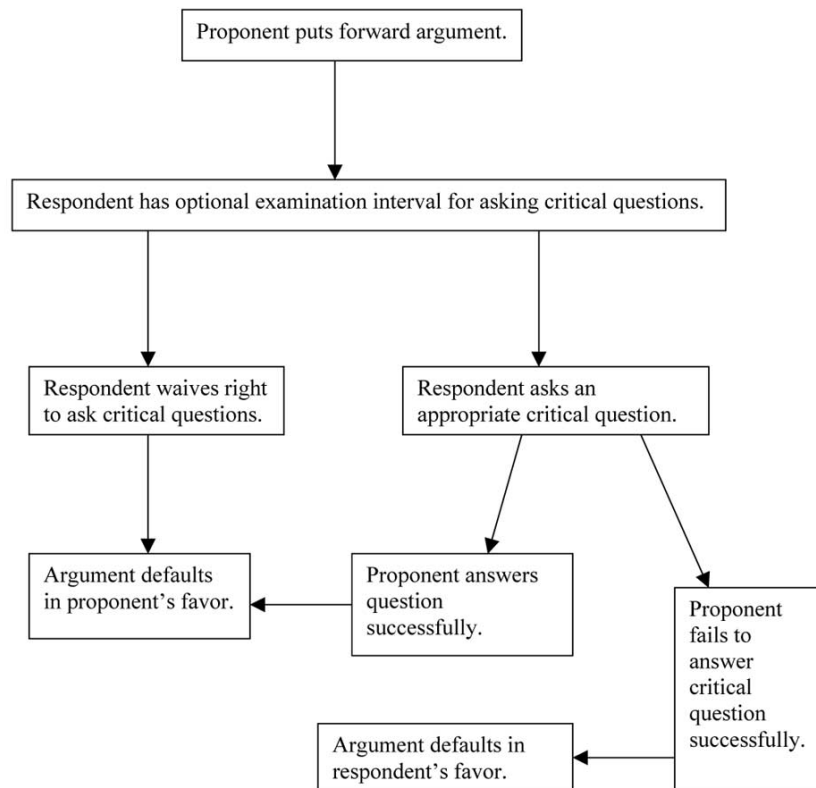 Proponent puts forward argument.
Respondent has optional examination interval for asking critical questions.
Respondent waives right
to ask critical questions.
Respondent asks an
appropriate critical question.
Argument defaults
in proponent’s favor.
Proponent answers
question
successfully.
Proponent
fails to
answer
critical
question
successfully.
Argument defaults in
respondent’s favor.